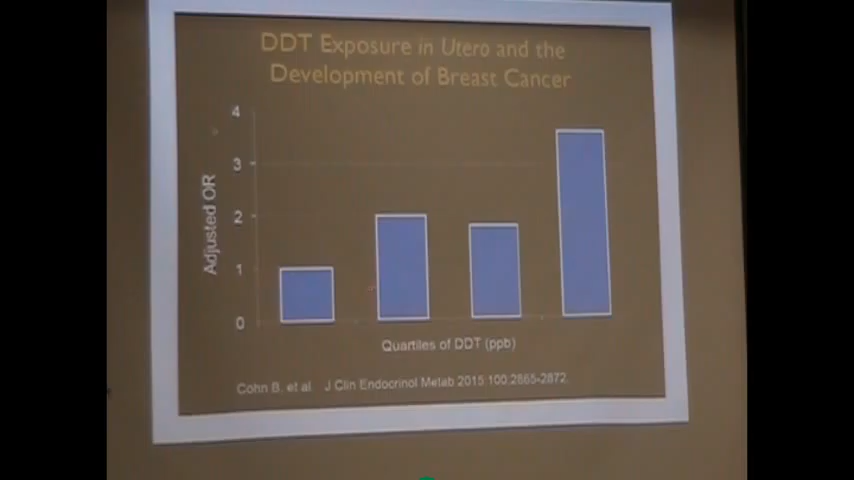 DDT Exposure in Utero and the
Development of Breast Cancer
4
3
2
1
0
Adjusted OR
Quartiles of DDT (ppb)
Cohn B. et al. J Clin Endocrinol Metab 2015 100:2865-2872.